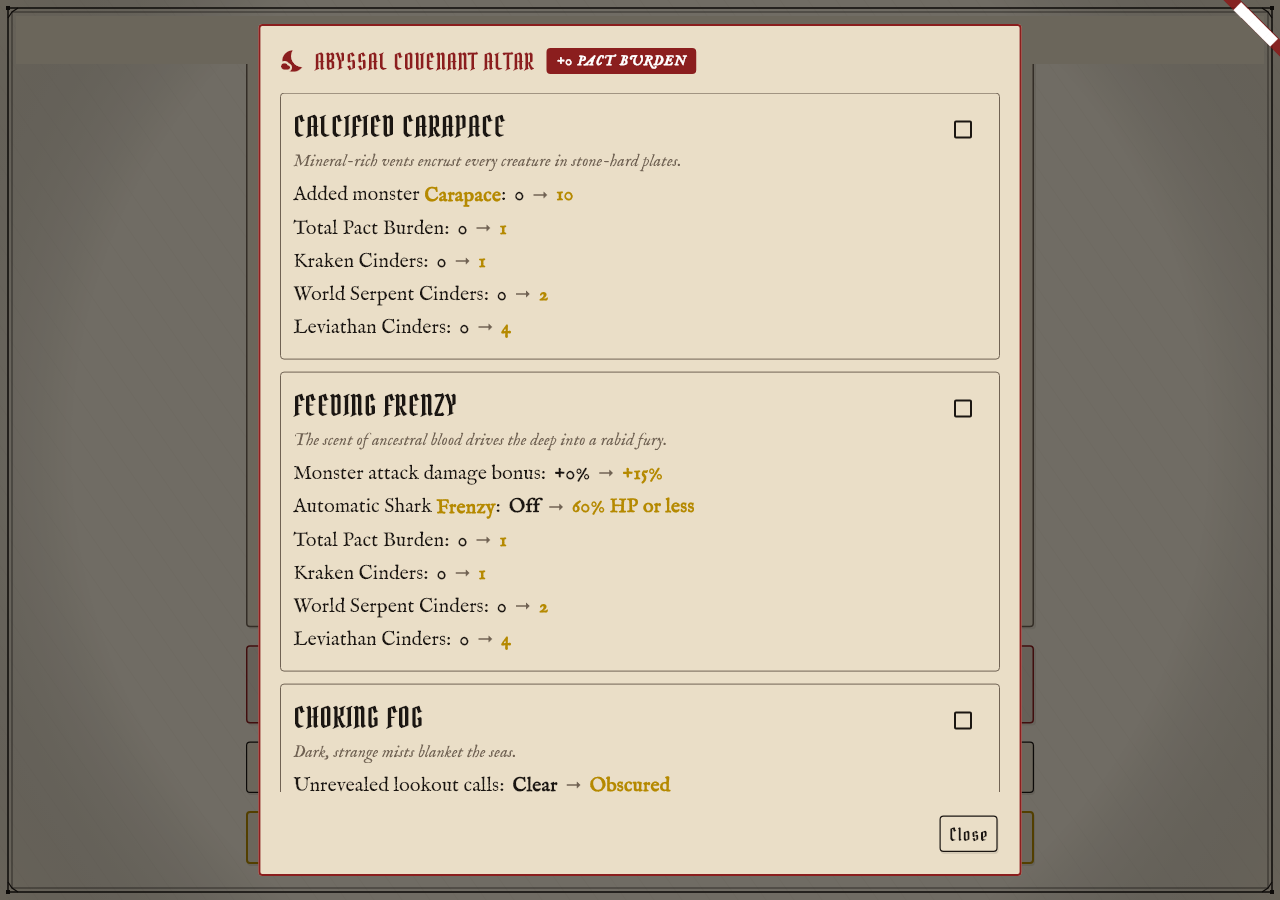 ABYSSAL COVENANT ALTAR +0 PACT BURDEN
CALCIFIED CARAPACE
Mineral-rich vents encrust every creature in stone-hard plates.
Added monster Carapace: 0 → 10
Total Pact Burden: 0 → 1
Kraken Cinders: 0 → 1
World Serpent Cinders: 0 → 2
Leviathan Cinders: 0 → 4
FEEDING FRENZY
The scent of ancestral blood drives the deep into a rabid fury.
Monster attack damage bonus: +0% → +15%
Automatic Shark Frenzy: Off → 60% HP or less
Total Pact Burden: 0 → 1
Kraken Cinders: 0 → 1
World Serpent Cinders: 0 → 2
Leviathan Cinders: 0 → 4
CHOKING FOG
Dark, strange mists blanket the seas.
Unrevealed lookout calls: Clear → Obscured
Close